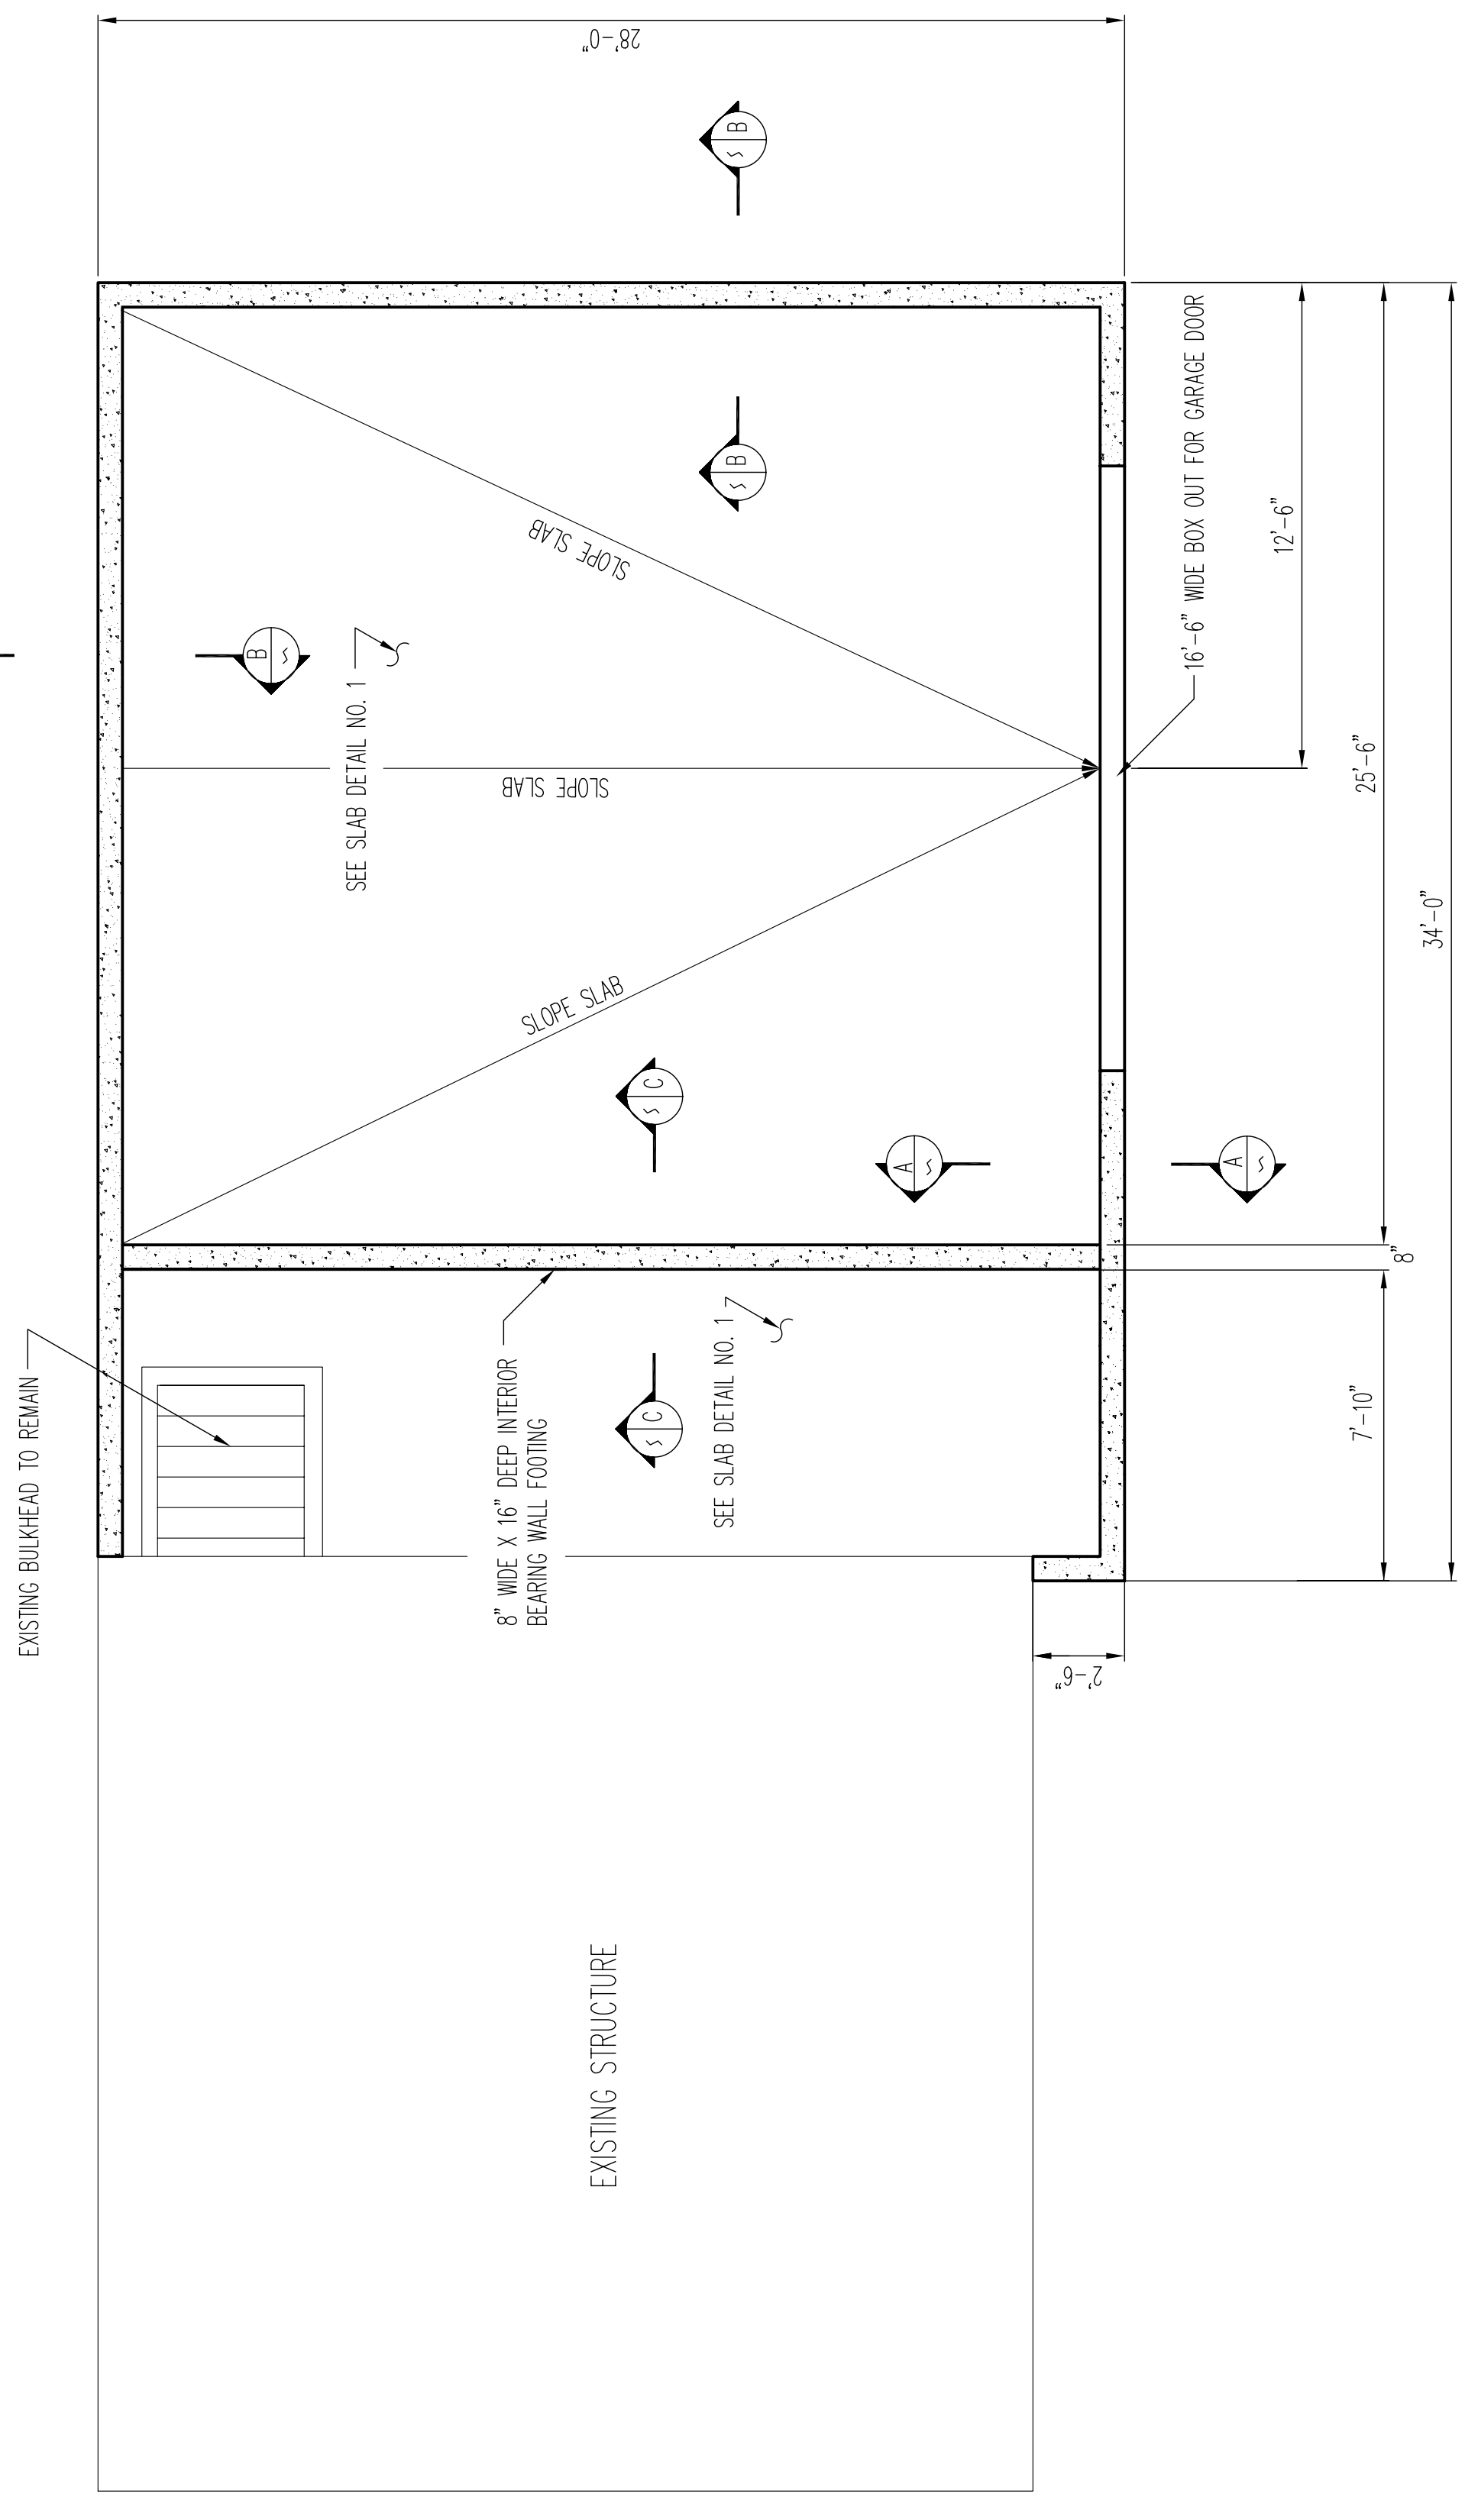 28'-0"
B
B
B
16'-6" WIDE BOX OUT FOR GARAGE DOOR
12'-6"
SLOPE SLAB
SEE SLAB DETAIL NO. 1
SLOPE SLAB
25'-6"
34'-0"
SLOPE SLAB
C
A
A
8"
EXISTING BULKHEAD TO REMAIN
8" WIDE X 16" DEEP INTERIOR
BEARING WALL FOOTING
C
SEE SLAB DETAIL NO. 1
7'-10"
2'-6"
EXISTING STRUCTURE